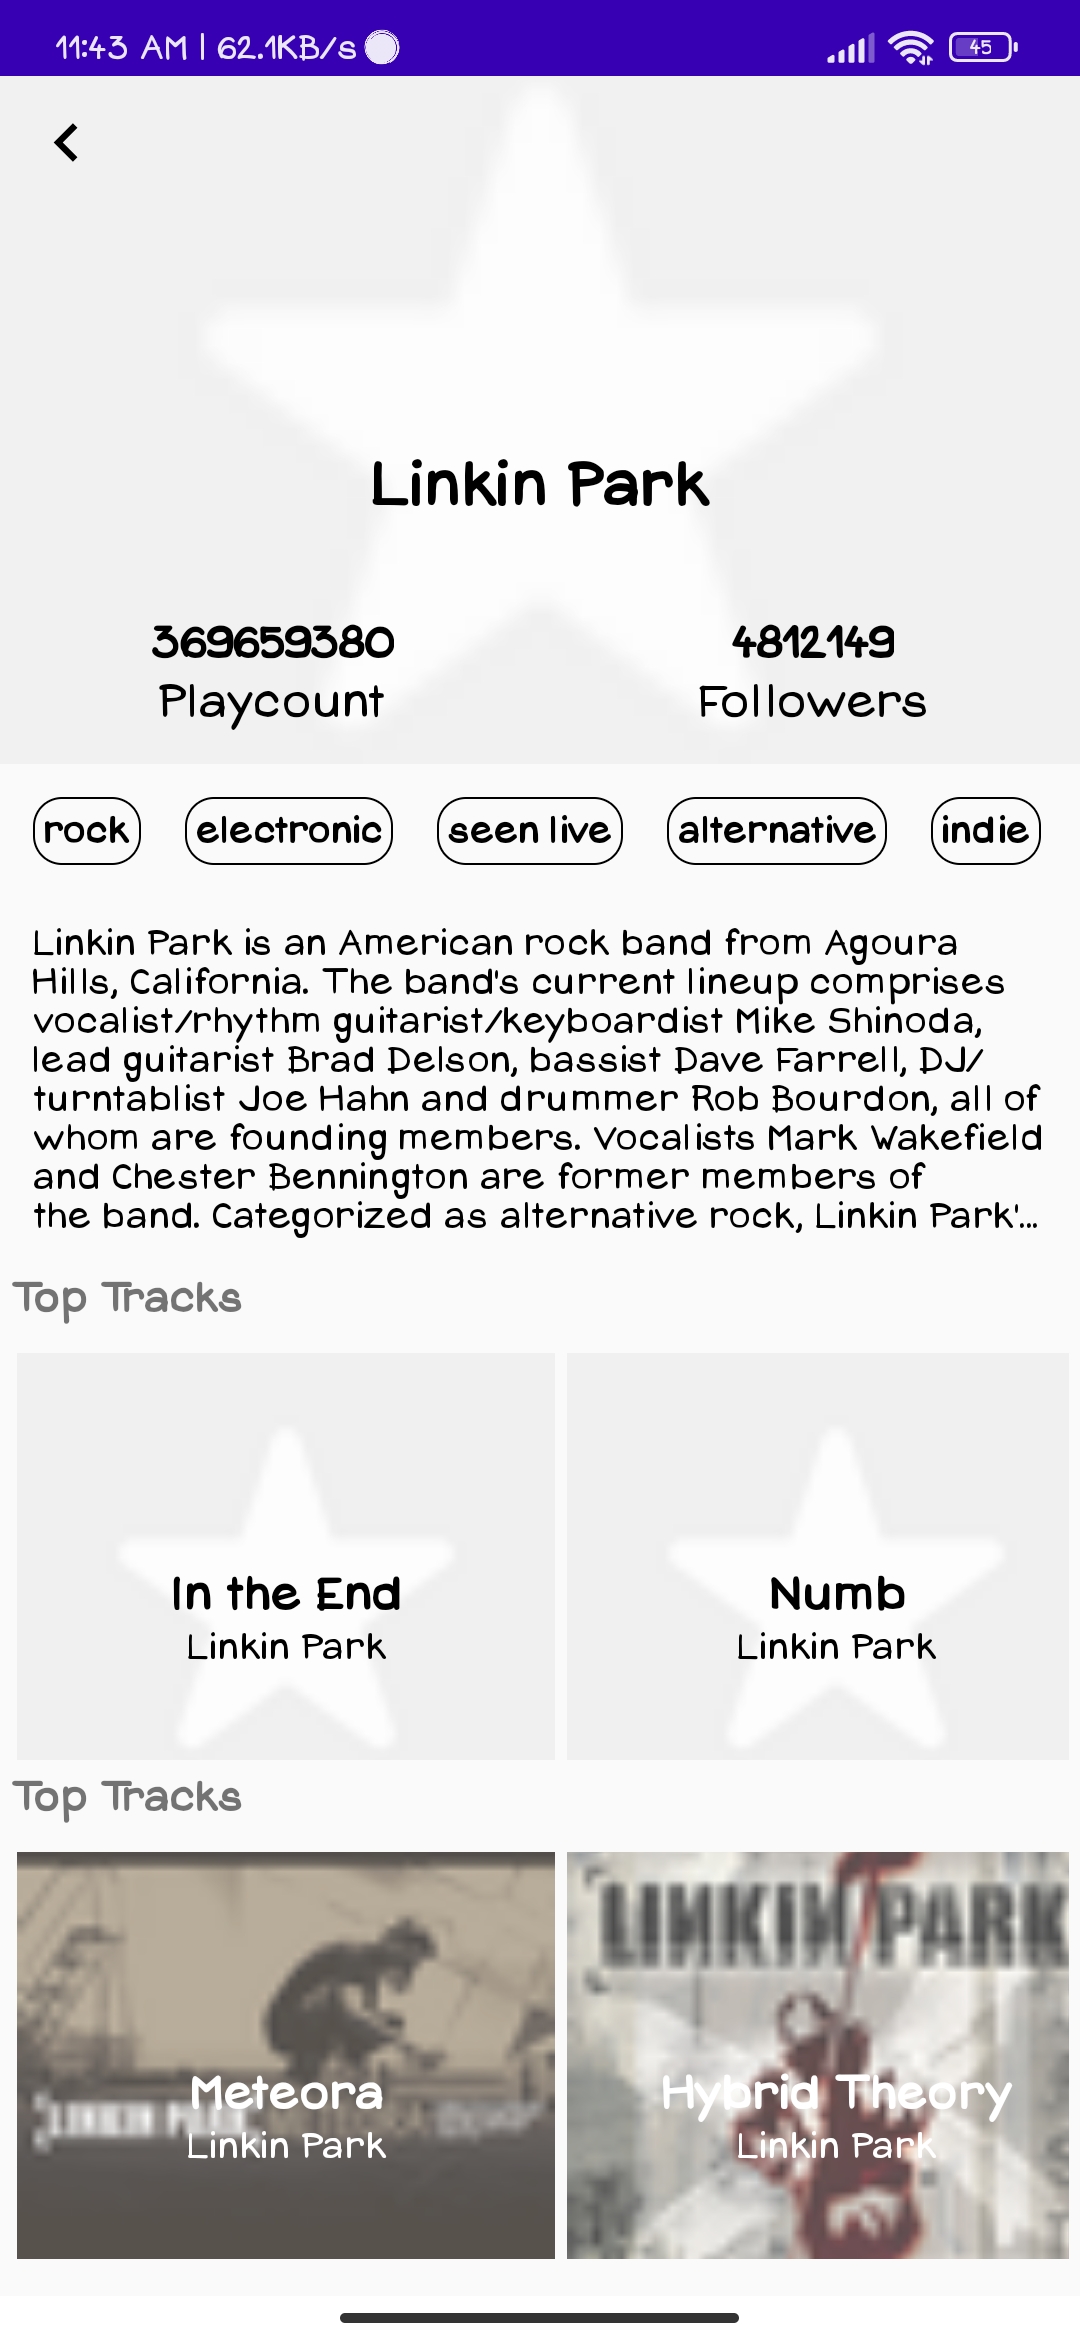 11:43 AM | 62.1KB/s
45
Linkin Park
369659380
Playcount
4812149
Followers
rock
electronic
seen live
alternative
indie
Linkin Park is an American rock band from Agoura
Hills, California. The band's current lineup comprises
vocalist/rhythm guitarist/keyboardist Mike Shinoda,
lead guitarist Brad Delson, bassist Dave Farrell, DJ/
turntablist Joe Hahn and drummer Rob Bourdon, all of
whom are founding members. Vocalists Mark Wakefield
and Chester Bennington are former members of
the band. Categorized as alternative rock, Linkin Park'...
Top Tracks
In the End
Linkin Park
Numb
Linkin Park
Top Tracks
Meteora
LINKIN PARK
Linkin Park
LINKIN PARK
Hybrid Theory
Linkin Park